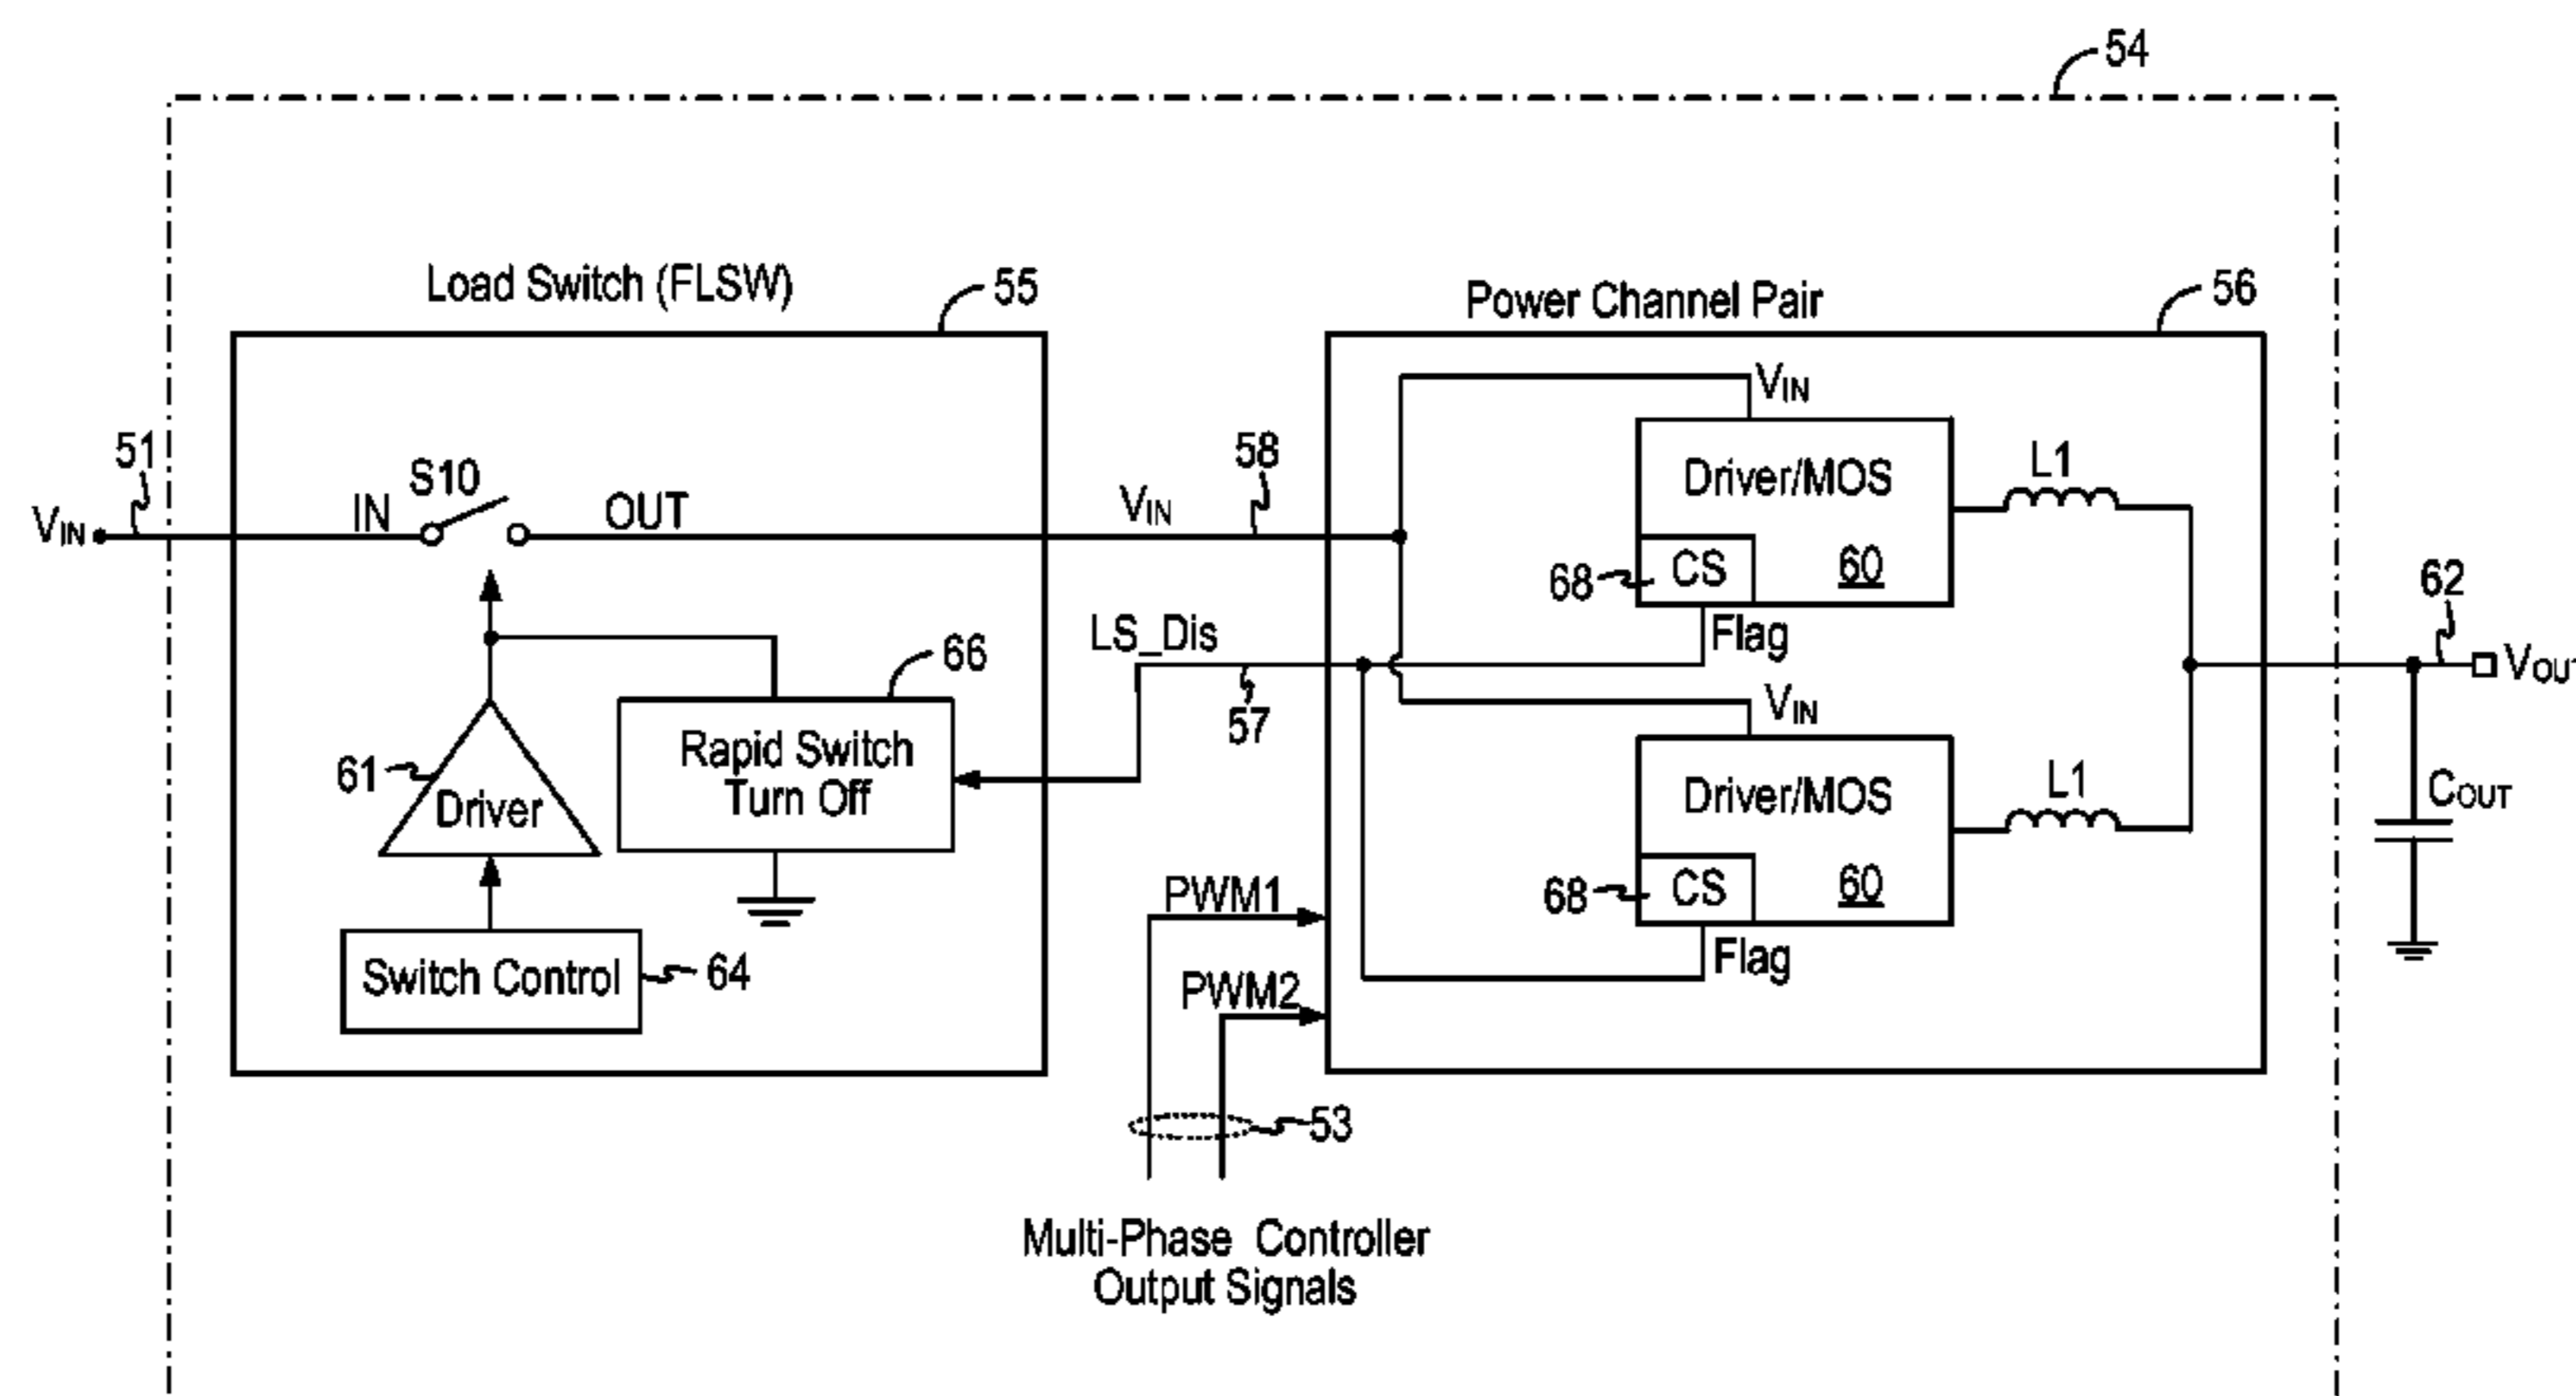 54
Load Switch (FLSW)
55
Power Channel Pair
56
VIN
51
IN
S10
OUT
VIN
58
VIN
Driver/MOS
CS
60
68
Flag
L1
LS_Dis
57
66
Rapid Switch
Turn Off
61
Driver
Switch Control
64
VIN
Driver/MOS
CS
60
68
Flag
L1
62
VOUT
COUT
PWM1
PWM2
53
Multi-Phase Controller
Output Signals